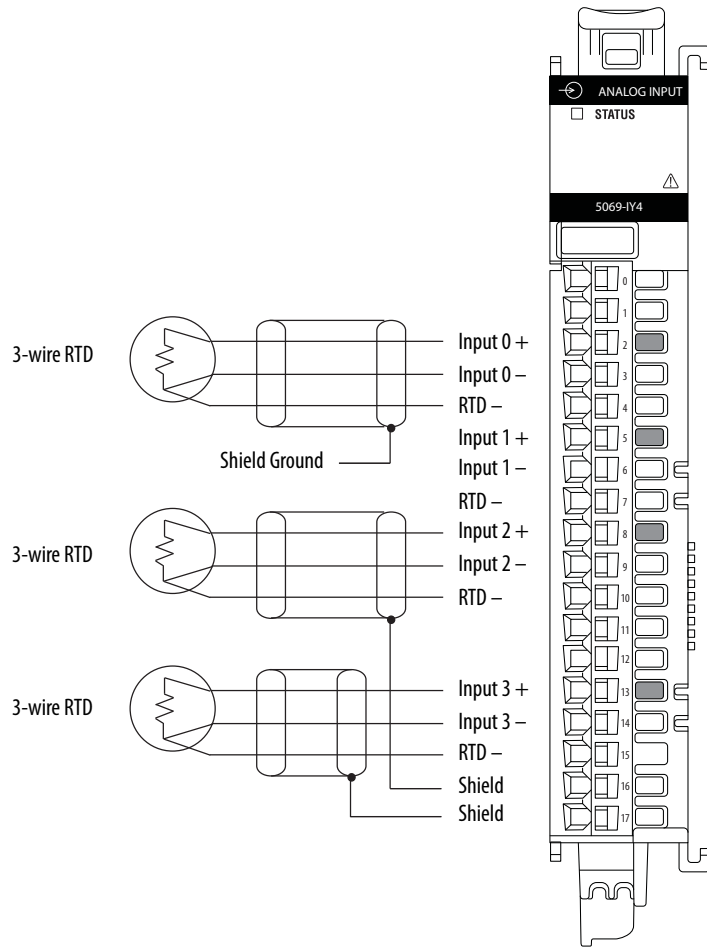 ANALOG INPUT
STATUS
5069-IY4
0
1
2
3
4
5
6
7
8
9
10
11
12
13
14
15
16
17
3-wire RTD
Input 0 +
Input 0 –
RTD –
Input 1 +
Shield Ground
Input 1 –
RTD –
3-wire RTD
Input 2 +
Input 2 –
RTD –
3-wire RTD
Input 3 +
Input 3 –
RTD –
Shield
Shield